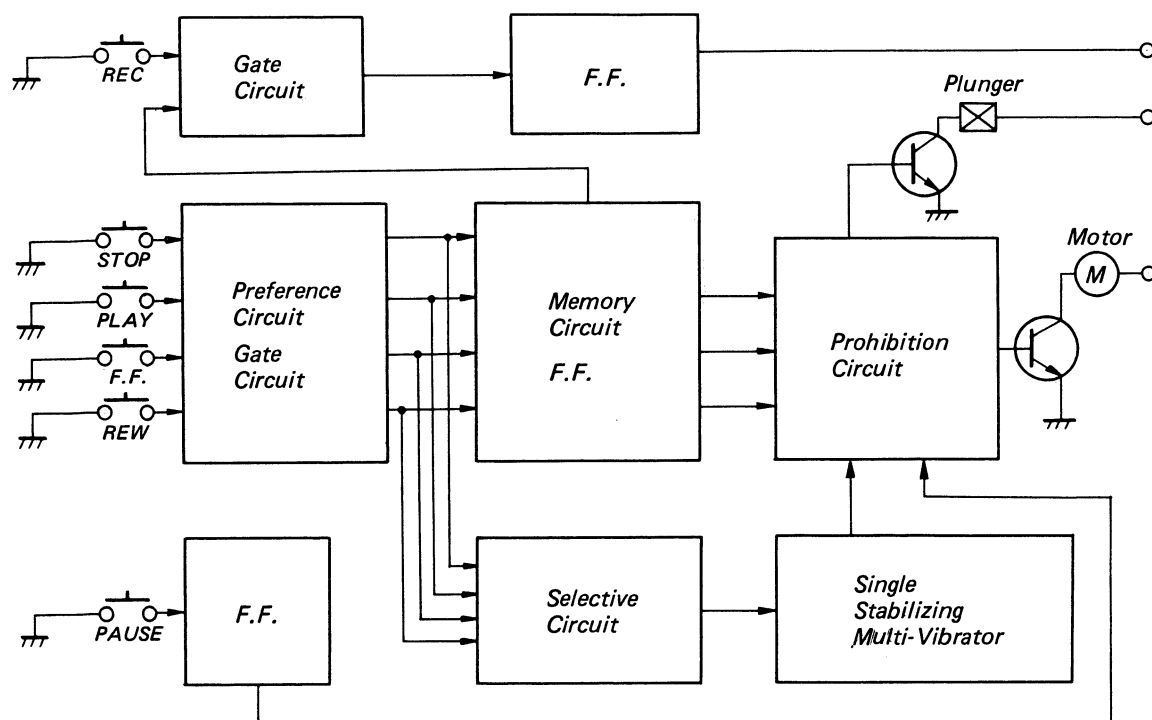 REC
Gate
Circuit
F.F.
Plunger
STOP
PLAY
F.F.
REW
Preference
Circuit
Gate
Circuit
Memory
Circuit
F.F.
Prohibition
Circuit
Motor
M
PAUSE
F.F.
Selective
Circuit
Single
Stabilizing
Multi-Vibrator